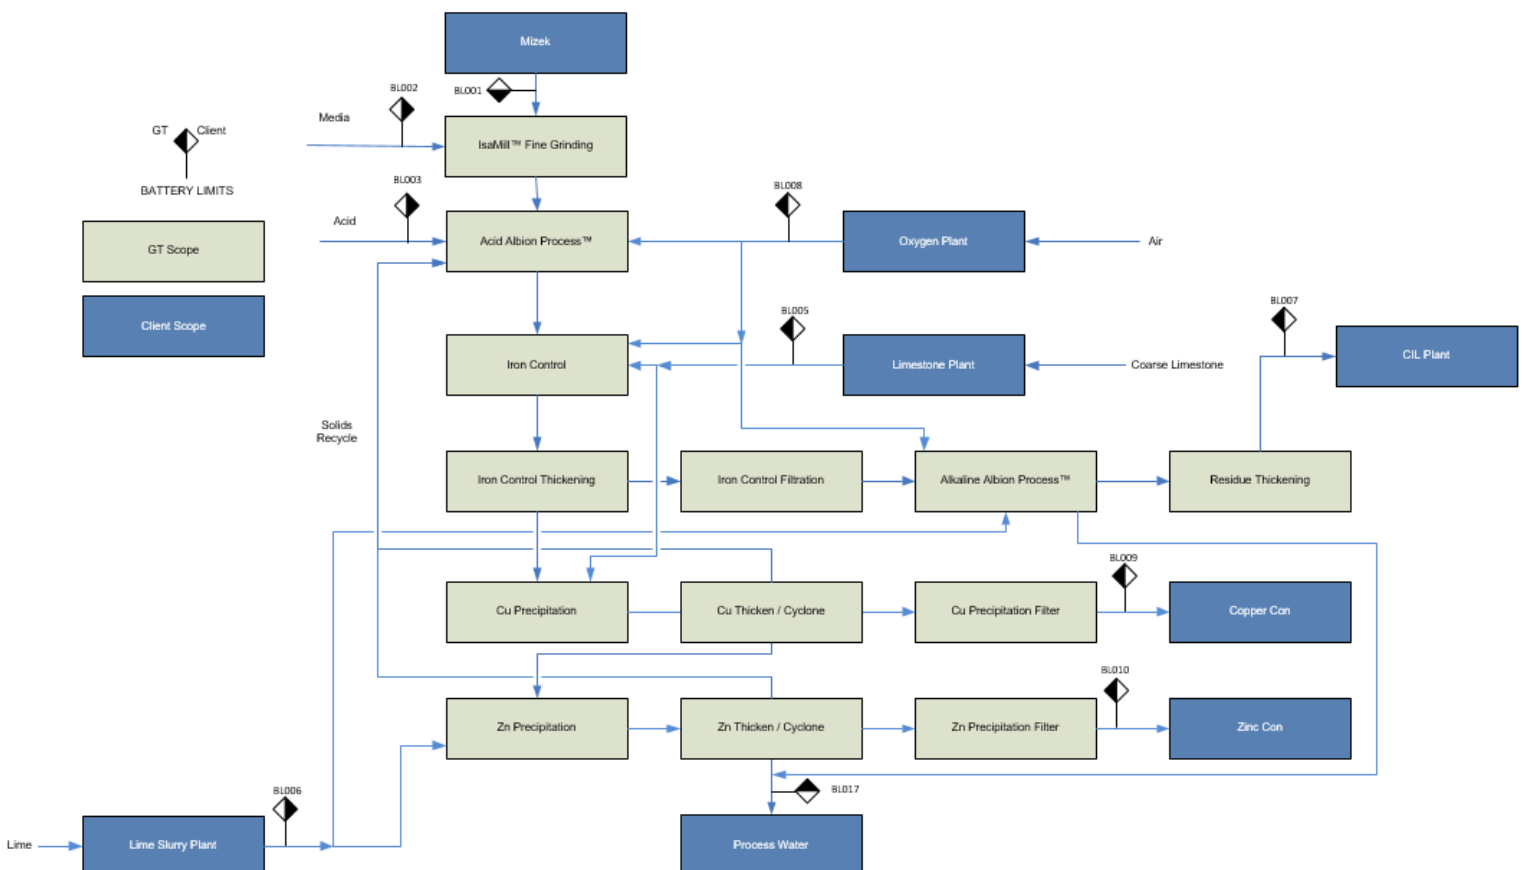 Mizek
BL001
BL002
Media
GT
Client
BATTERY LIMITS
IsaMill™ Fine Grinding
BL003
BL008
Acid
GT Scope
Acid Albion Process™
Oxygen Plant
Air
Client Scope
BL005
BL007
Iron Control
Limestone Plant
Coarse Limestone
CIL Plant
Solids
Recycle
Iron Control Thickening
Iron Control Filtration
Alkaline Albion Process™
Residue Thickening
BL009
Cu Precipitation
Cu Thicken / Cyclone
Cu Precipitation Filter
Copper Con
BL010
Zn Precipitation
Zn Thicken / Cyclone
Zn Precipitation Filter
Zinc Con
BL006
BL017
Lime
Lime Slurry Plant
Process Water